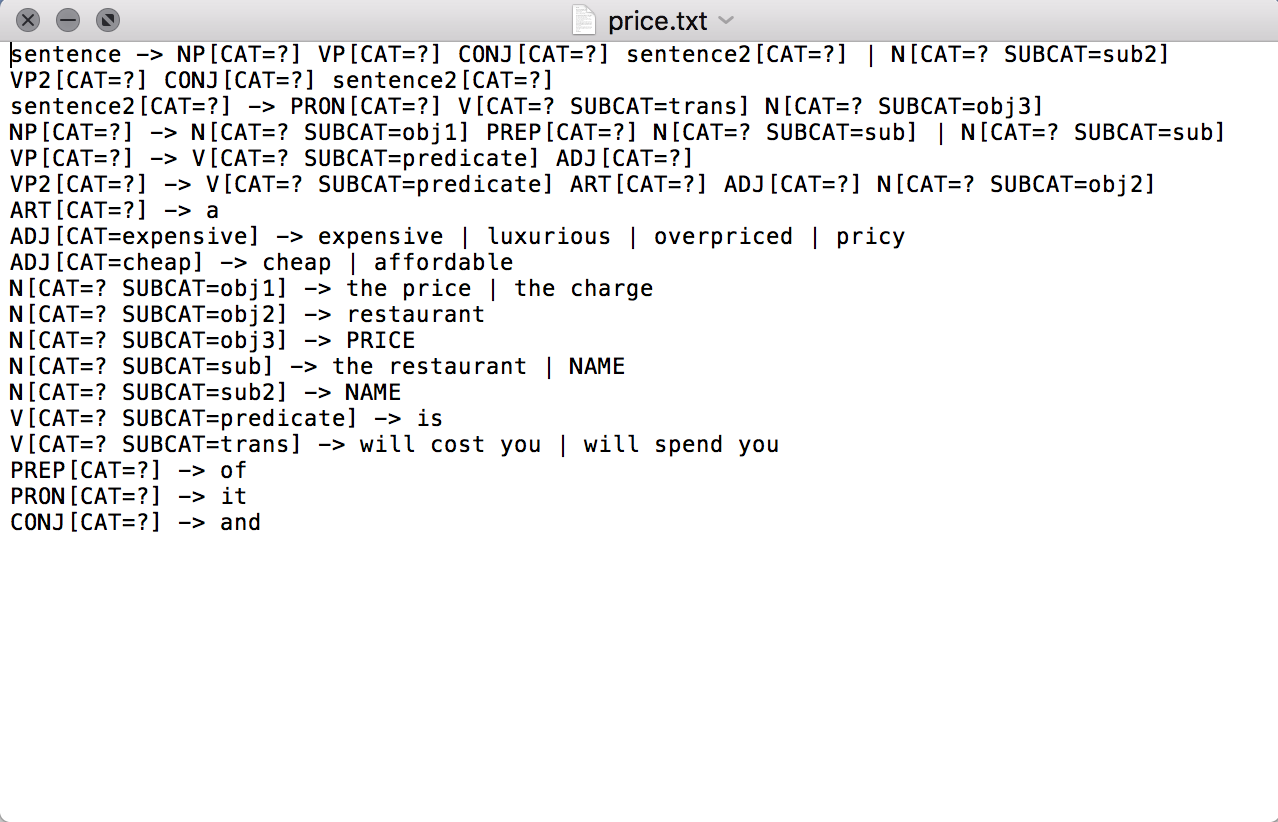 price.txt
sentence -> NP[CAT=?] VP[CAT=?] CONJ[CAT=?] sentence2[CAT=?] | N[CAT=? SUBCAT=sub2]
VP2[CAT=?] CONJ[CAT=?] sentence2[CAT=?]
sentence2[CAT=?] -> PRON[CAT=?] V[CAT=? SUBCAT=trans] N[CAT=? SUBCAT=obj3]
NP[CAT=?] -> N[CAT=? SUBCAT=obj1] PREP[CAT=?] N[CAT=? SUBCAT=sub] | N[CAT=? SUBCAT=sub]
VP[CAT=?] -> V[CAT=? SUBCAT=predicate] ADJ[CAT=?]
VP2[CAT=?] -> V[CAT=? SUBCAT=predicate] ART[CAT=?] ADJ[CAT=?] N[CAT=? SUBCAT=obj2]
ART[CAT=?] -> a
ADJ[CAT=expensive] -> expensive | luxurious | overpriced | pricy
ADJ[CAT=cheap] -> cheap | affordable
N[CAT=? SUBCAT=obj1] -> the price | the charge
N[CAT=? SUBCAT=obj2] -> restaurant
N[CAT=? SUBCAT=obj3] -> PRICE
N[CAT=? SUBCAT=sub] -> the restaurant | NAME
N[CAT=? SUBCAT=sub2] -> NAME
V[CAT=? SUBCAT=predicate] -> is
V[CAT=? SUBCAT=trans] -> will cost you | will spend you
PREP[CAT=?] -> of
PRON[CAT=?] -> it
CONJ[CAT=?] -> and